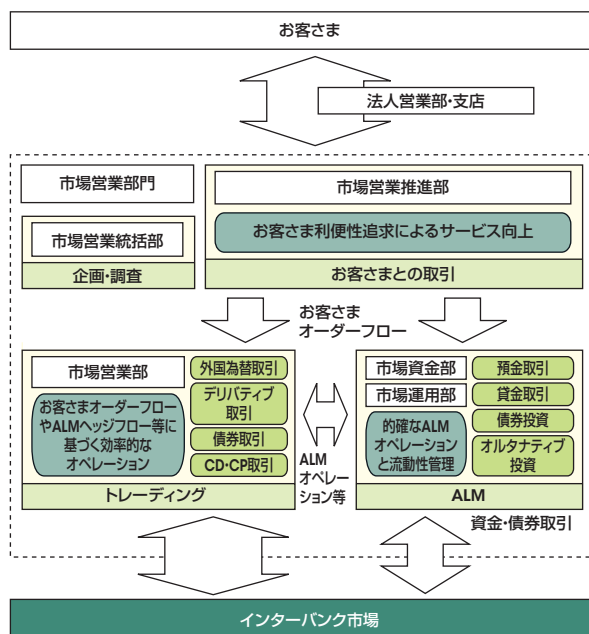 お客さま
法人営業部・支店
市場営業部門
市場営業統括部
企画・調査
市場営業推進部
お客さま利便性追求によるサービス向上
お客さまとの取引
お客さま
オーダーフロー
市場営業部
お客さまオーダーフロー
やALMヘッジフロー等に
基づく効率的な
オペレーション
外国為替取引
デリバティブ
取引
債券取引
CD・CP取引
トレーディング
ALM
オペレー
ション等
市場資金部
市場運用部
的確なALM
オペレーション
と流動性管理
預金取引
貸金取引
債券投資
オルタナティブ
投資
ALM
資金・債券取引
インターバンク市場